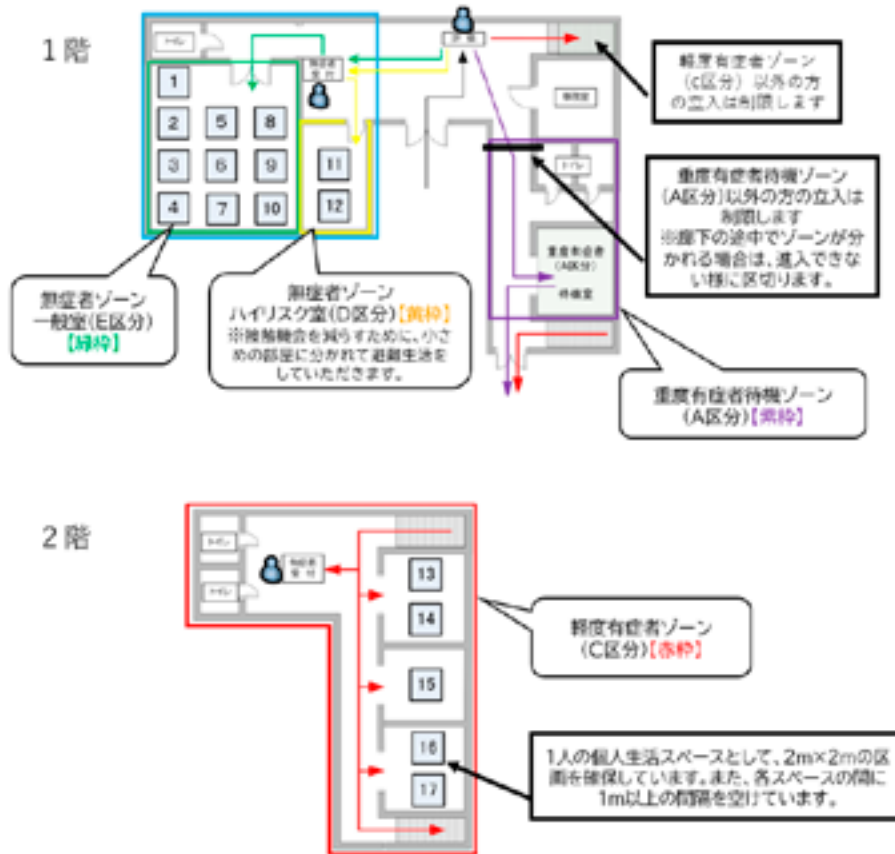 1階
トイレ
無症者
受付
1
2
5
8
3
6
9
4
7
10
11
12
トイレ
重度有症者
(A区分)
待機室
軽度有症者ゾーン
(c区分)以外の方
の立入は制限します
重度有症者待機ゾーン
(A区分)以外の方の立入は
制限します
※廊下の途中でゾーンが分
かれる場合は、進入できな
い様に区切ります。
無症者ゾーン
一般室(E区分)
【緑枠】
無症者ゾーン
ハイリスク室(D区分)【黄枠】
※接触機会を減らすために、小さ
めの部屋に分かれて避難生活を
していただきます。
重度有症者待機ゾーン
(A区分)【紫枠】
2階
トイレ
トイレ
有症者
受付
13
14
15
16
17
軽度有症者ゾーン
(C区分)【赤枠】
1人の個人生活スペースとして、2m×2mの区
画を確保しています。また、各スペースの間に
1m以上の間隔を空けています。